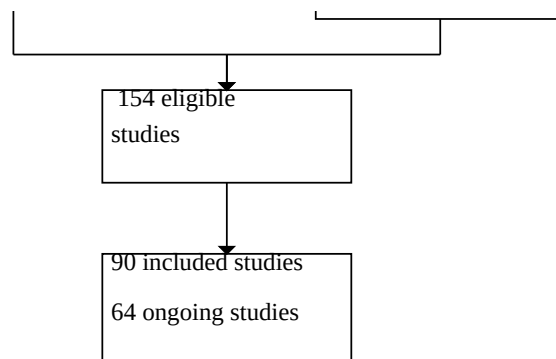 154 eligible
studies
90 included studies
64 ongoing studies